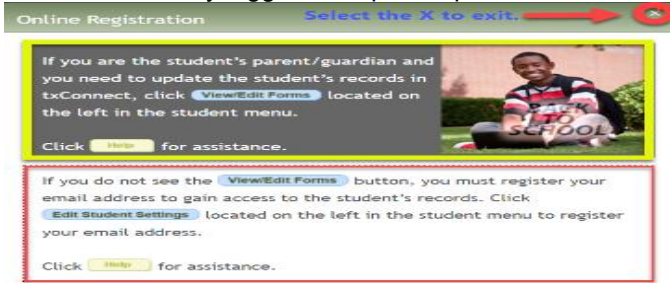 Online Registration Select the X to exit. X
If you are the student's parent/guardian and
you need to update the student's records in
txConnect, click View/Edit Forms located on
the left in the student menu.
Click Help for assistance.
BACK
TO
SCHOOL
If you do not see the View/Edit Forms button, you must register your
email address to gain access to the student's records. Click
Edit Student Settings located on the left in the student menu to register
your email address.
Click Help for assistance.